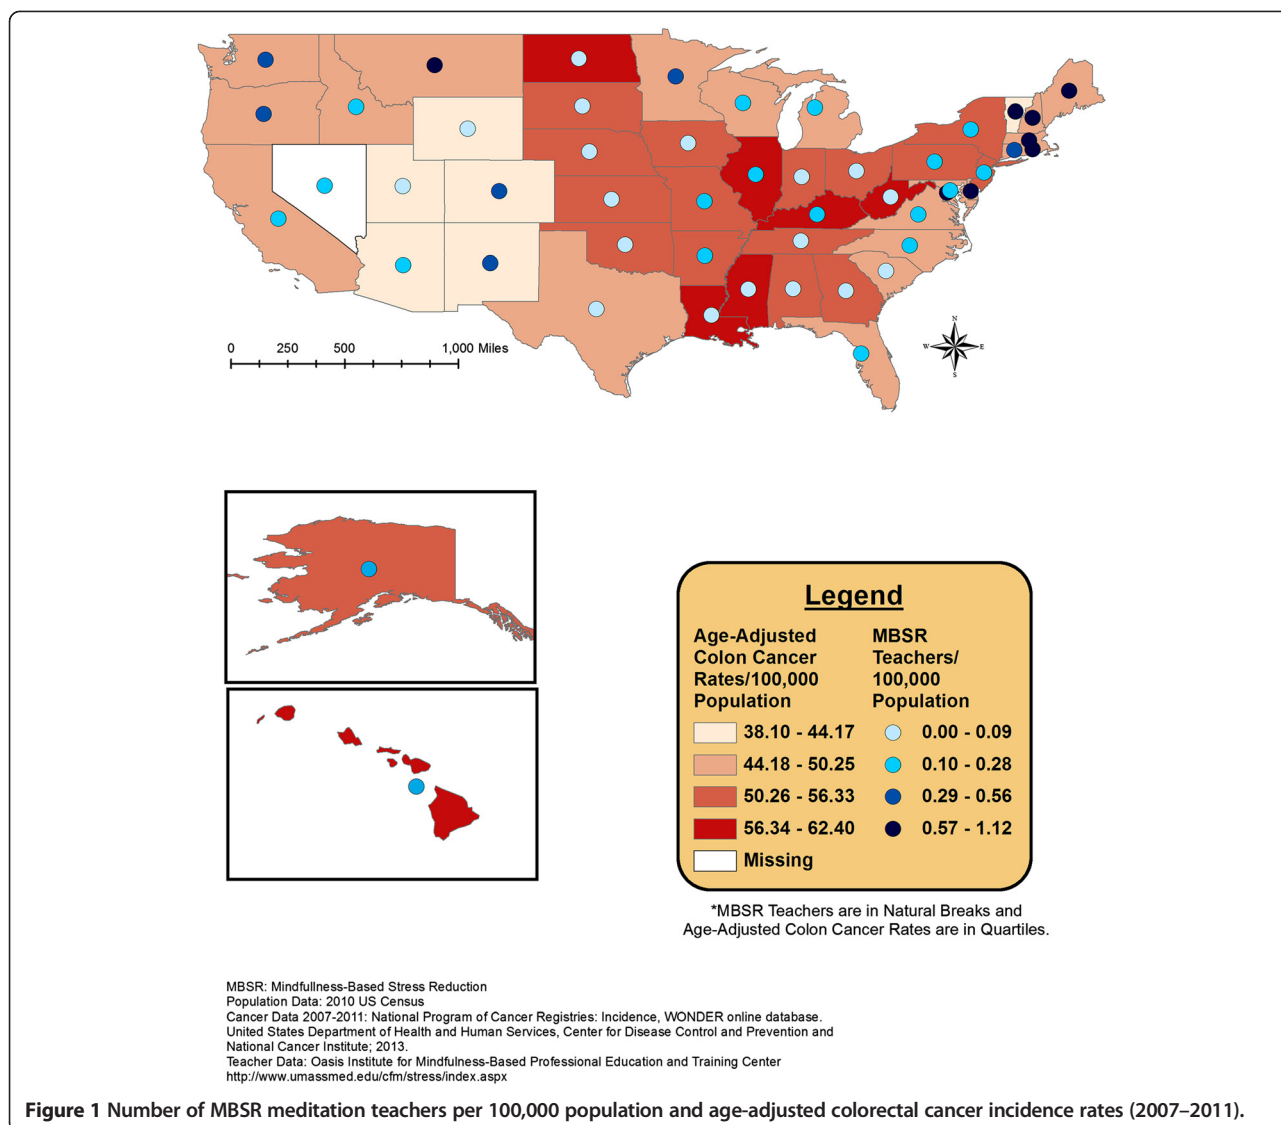 N
W
E
S
0 250 500 1,000 Miles
Legend
Age-Adjusted
Colon Cancer
Rates/100,000
Population
MBSR
Teachers/
100,000
Population
38.10 - 44.17
44.18 - 50.25
50.26 - 56.33
56.34 - 62.40
Missing
0.00 - 0.09
0.10 - 0.28
0.29 - 0.56
0.57 - 1.12
*MBSR Teachers are in Natural Breaks and
Age-Adjusted Colon Cancer Rates are in Quartiles.
MBSR: Mindfullness-Based Stress Reduction
Population Data: 2010 US Census
Cancer Data 2007-2011: National Program of Cancer Registries: Incidence, WONDER online database.
United States Department of Health and Human Services, Center for Disease Control and Prevention and
National Cancer Institute; 2013.
Teacher Data: Oasis Institute for Mindfulness-Based Professional Education and Training Center
http://www.umassmed.edu/cfm/stress/index.aspx
Figure 1 Number of MBSR meditation teachers per 100,000 population and age-adjusted colorectal cancer incidence rates (2007–2011).